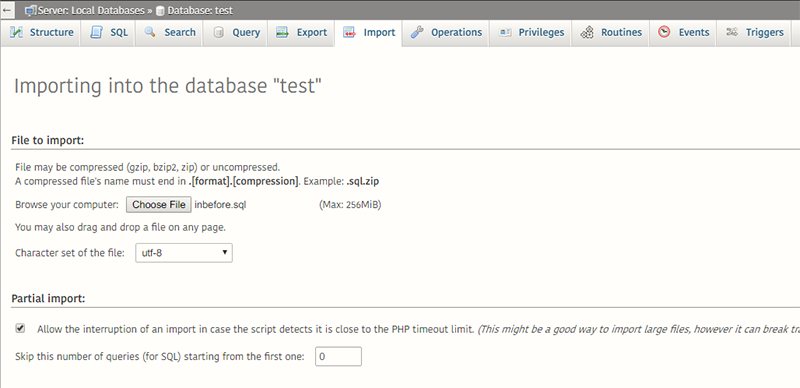 Server: Local Databases » Database: test
Structure SQL Search Query Export Import Operations Privileges Routines Events Triggers
Importing into the database "test"
File to import:
File may be compressed (gzip, bzip2, zip) or uncompressed.
A compressed file's name must end in .[format].[compression]. Example: .sql.zip
Browse your computer: Choose File inbefore.sql (Max: 256MiB)
You may also drag and drop a file on any page.
Character set of the file: utf-8
Partial import:
Allow the interruption of an import in case the script detects it is close to the PHP timeout limit. (This might be a good way to import large files, however it can break tra
Skip this number of queries (for SQL) starting from the first one: 0